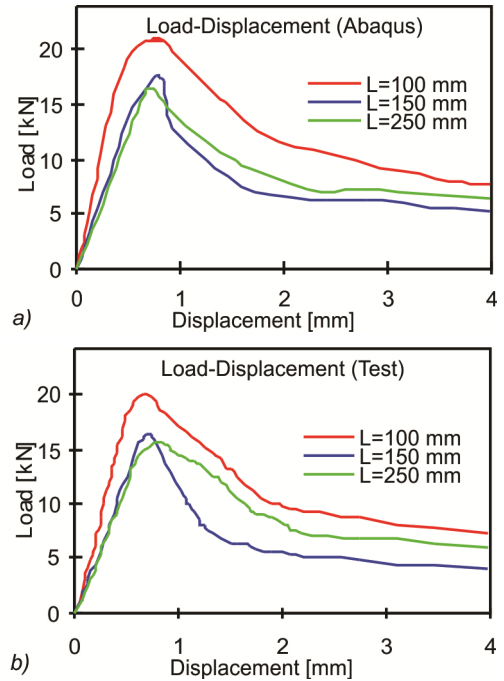 Load-Displacement (Abaqus)
20
15
10
5
0
Load [kN]
L=100 mm
L=150 mm
L=250 mm
0 1 2 3 4
Displacement [mm]
a)
Load-Displacement (Test)
20
15
10
5
0
Load [kN]
L=100 mm
L=150 mm
L=250 mm
0 1 2 3 4
Displacement [mm]
b)